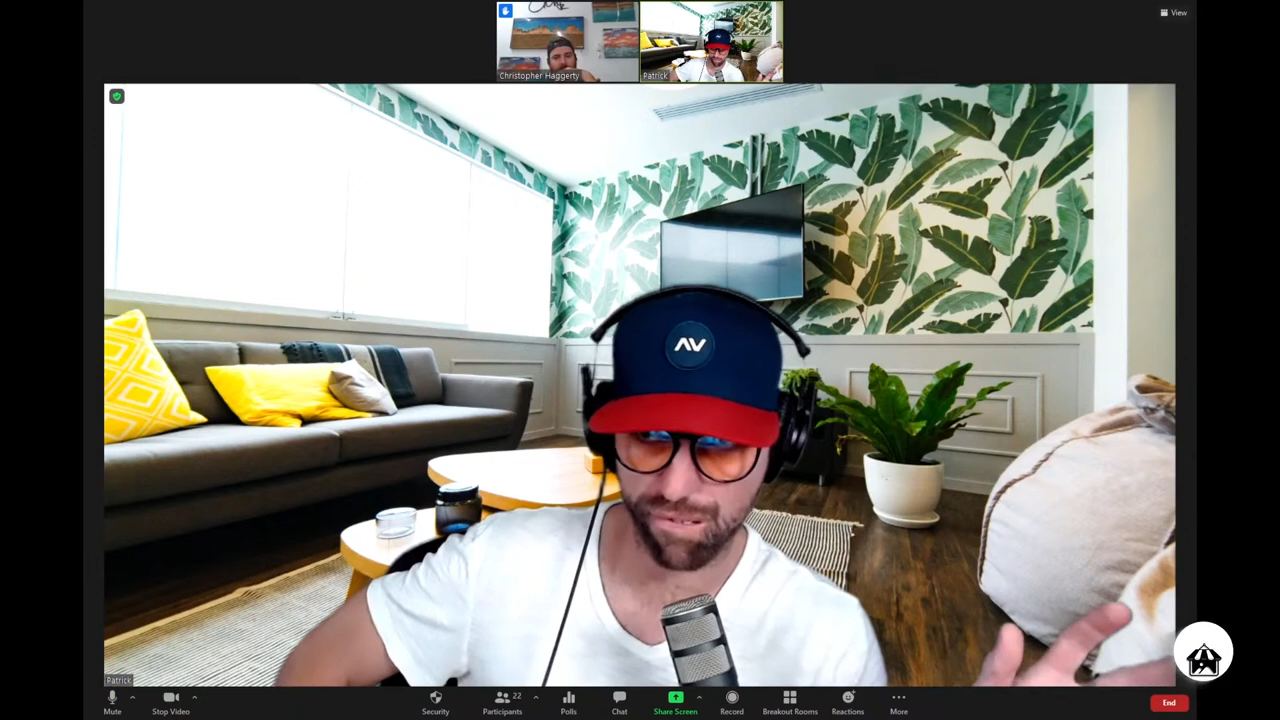 View
Christopher Haggerty
Patrick
AV
Patrick
Mute
Stop Video
Security
Participants
22
Polls
Chat
Share Screen
Record
Breakout Rooms
Reactions
More
End